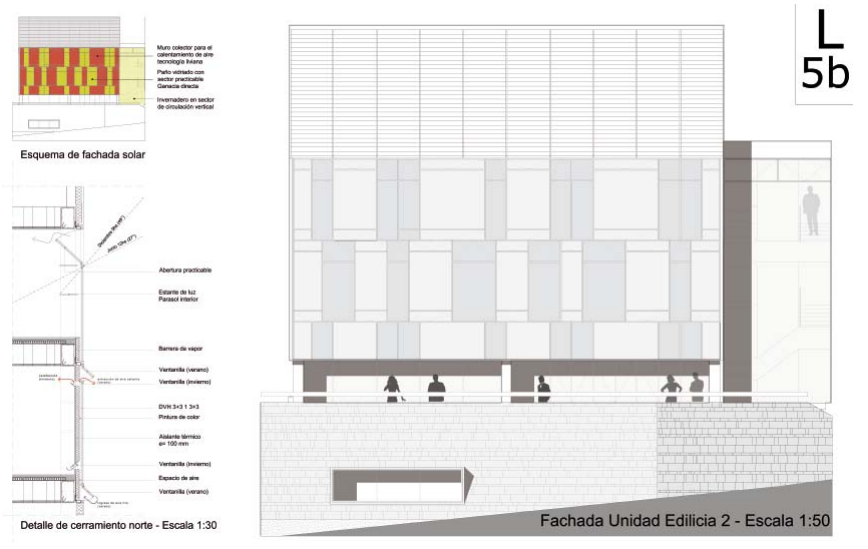 L
5b
Muro colector para el
calentamiento de aire
tecnología liviana
Paño vidriado con
sector practicable
Ganacia directa
Invernadero en sector
de circulación vertical
Esquema de fachada solar
Abertura practicable
Estante de luz
Parasol interior
Barrera de vapor
Ventanilla (verano)
Ventanilla (invierno)
DVH 3+3 1 3+3
Pintura de color
Aislante térmico
e= 100 mm
Ventanilla (invierno)
Espacio de aire
Ventanilla (verano)
Detalle de cerramiento norte - Escala 1:30
Fachada Unidad Edilicia 2 - Escala 1:50